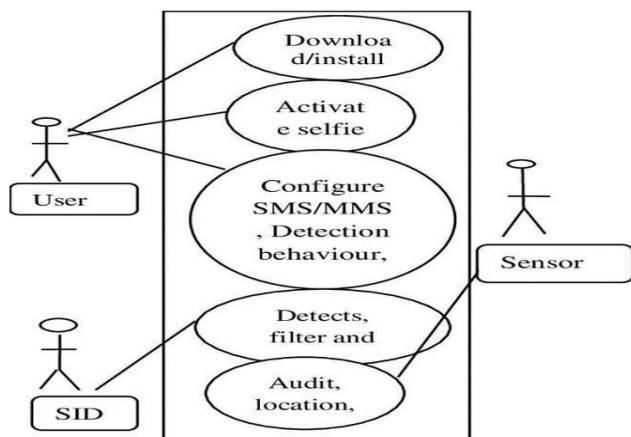 Downloa
d/install
Activat
e selfie
User
Configure
SMS/MMS
, Detection
behaviour,
Sensor
Detects,
filter and
SID
Audit,
location,